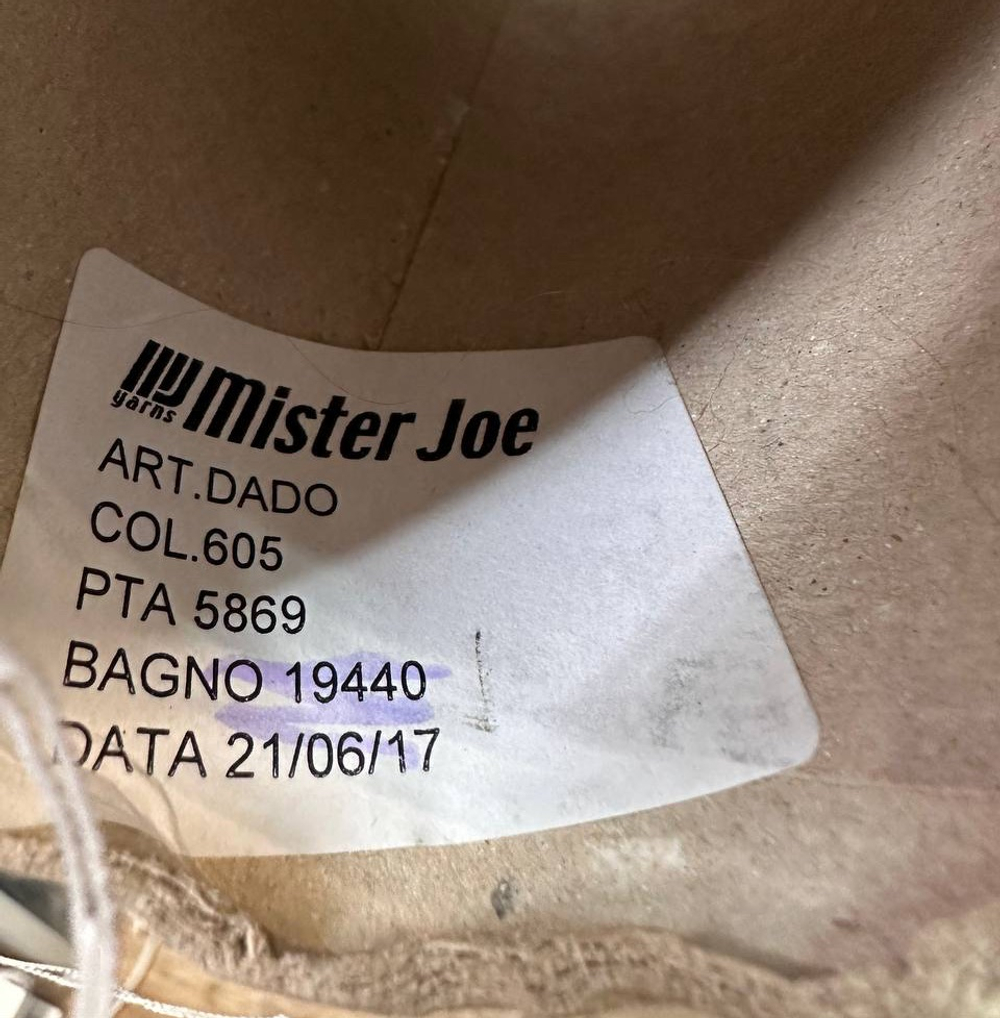 yarns mister Joe
ART.DADO
COL.605
PTA 5869
BAGNO 19440
DATA 21/06/17